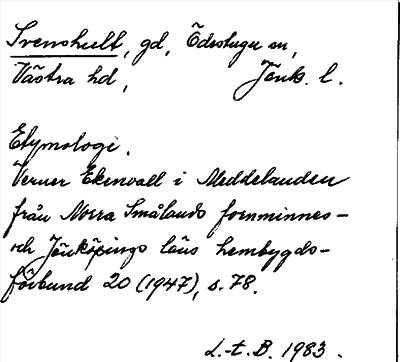 Svenshult, gd, Ödestugu sn,
Västra hd, Jönk. l.
Etymologi.
Verner Ekenvall i Meddelanden
från Norra Smålands fornminnes-
och Jönköpings läns hembygds-
förbund 20 (1947), s. 78.
L.-t. B. 1983.